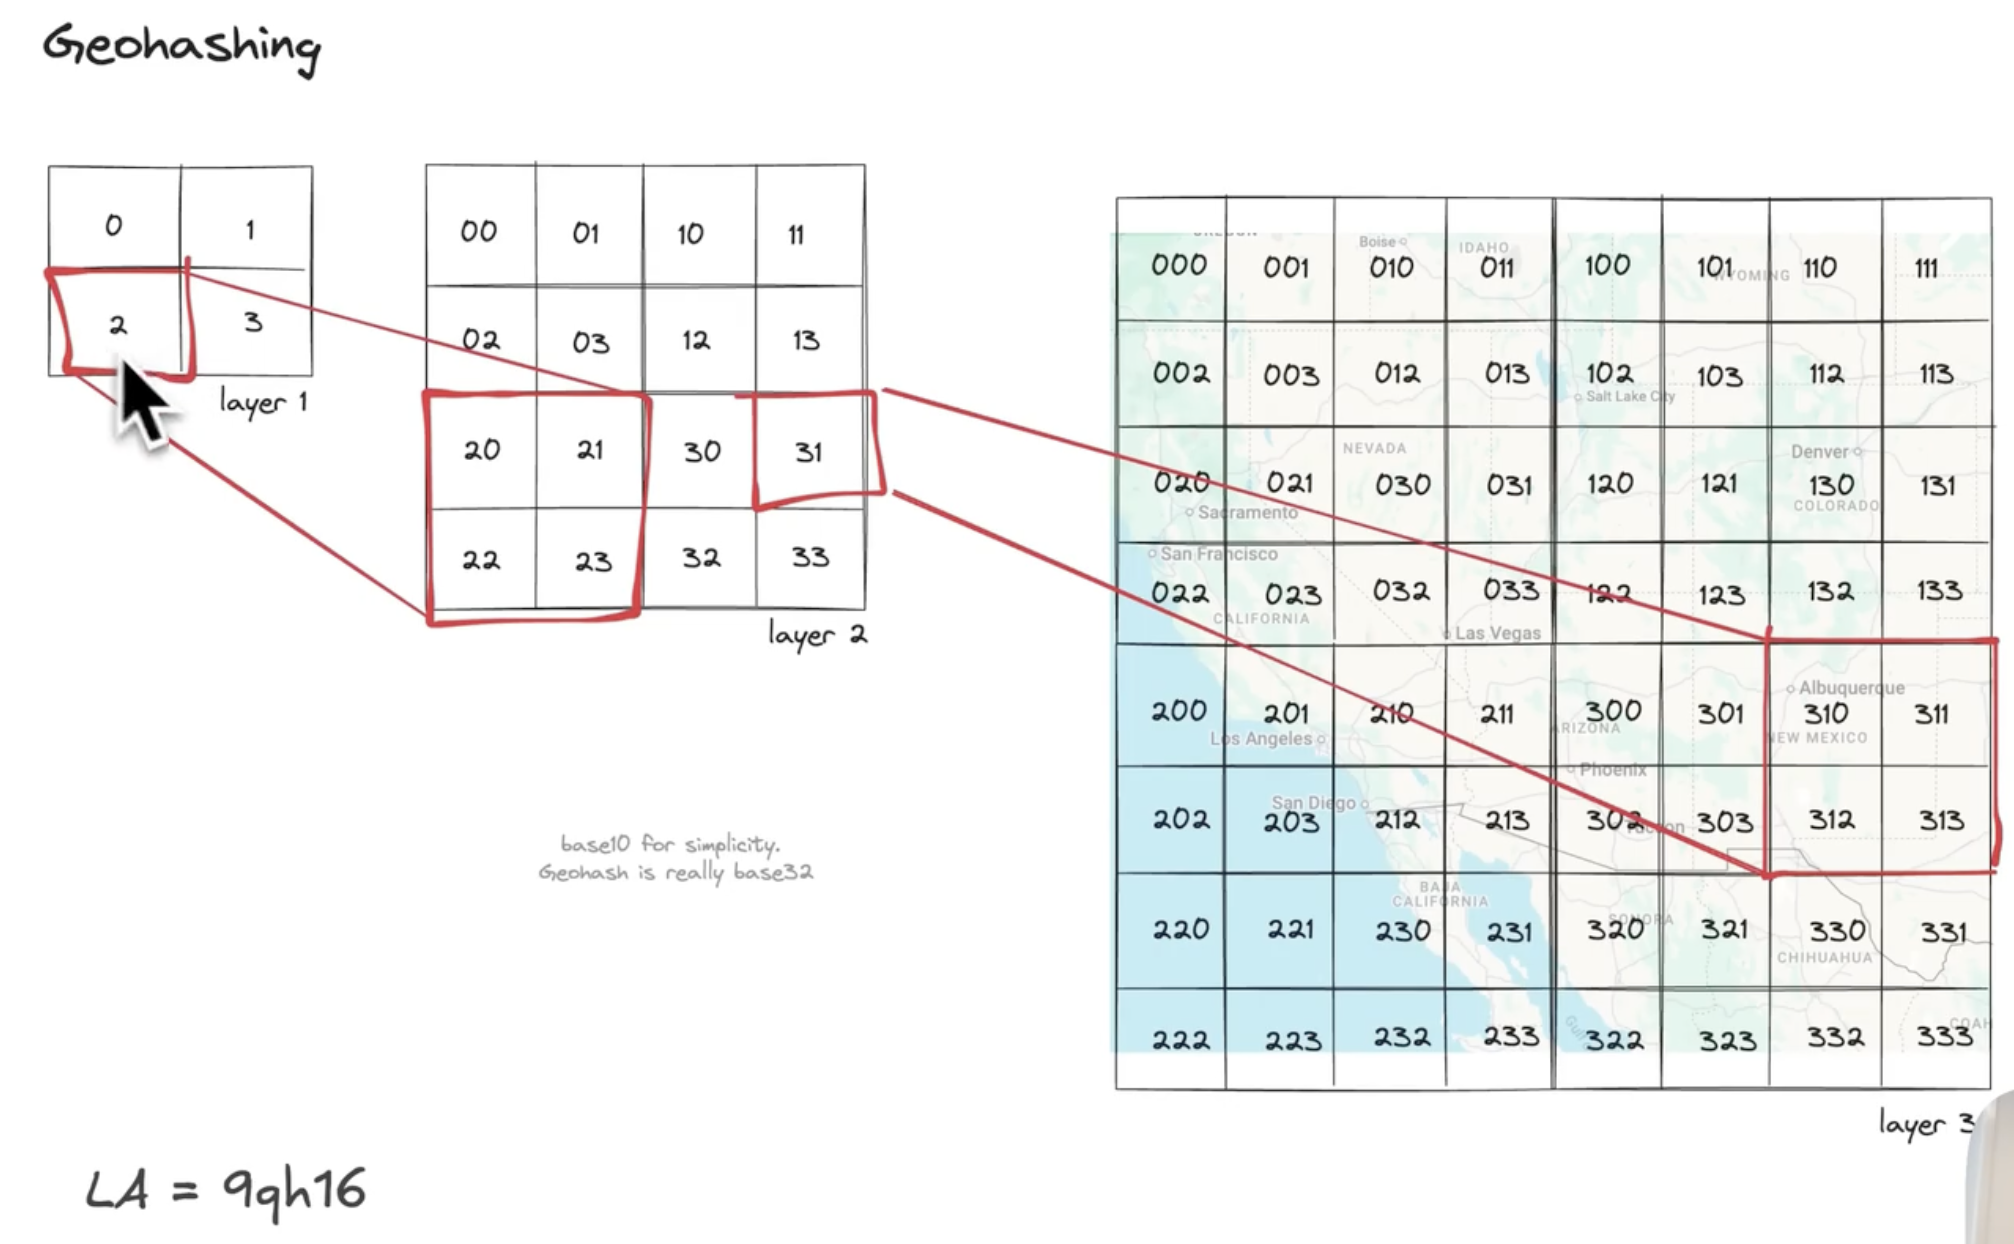 Geohashing
0 1
2 3
layer 1
00 01 10 11
02 03 12 13
20 21 30 31
22 23 32 33
layer 2
base10 for simplicity.
Geohash is really base32
OREGON Boise IDAHO
000 001 010 011 100 101 110 111
WYOMING
002 003 012 013 102 103 112 113
Salt Lake City
NEVADA Denver
020 021 030 031 120 121 130 131
Sacramento COLORADO
San Francisco
022 023 032 033 122 123 132 133
CALIFORNIA
Las Vegas
Albuquerque
200 201 210 211 300 301 310 311
Los Angeles ARIZONA NEW MEXICO
Phoenix
San Diego
202 203 212 213 302 303 312 313
Tucson
BAJA
CALIFORNIA
SONORA
220 221 230 231 320 321 330 331
CHIHUAHUA
222 223 232 233 322 323 332 333
COAH
layer 3
LA = 9qh16